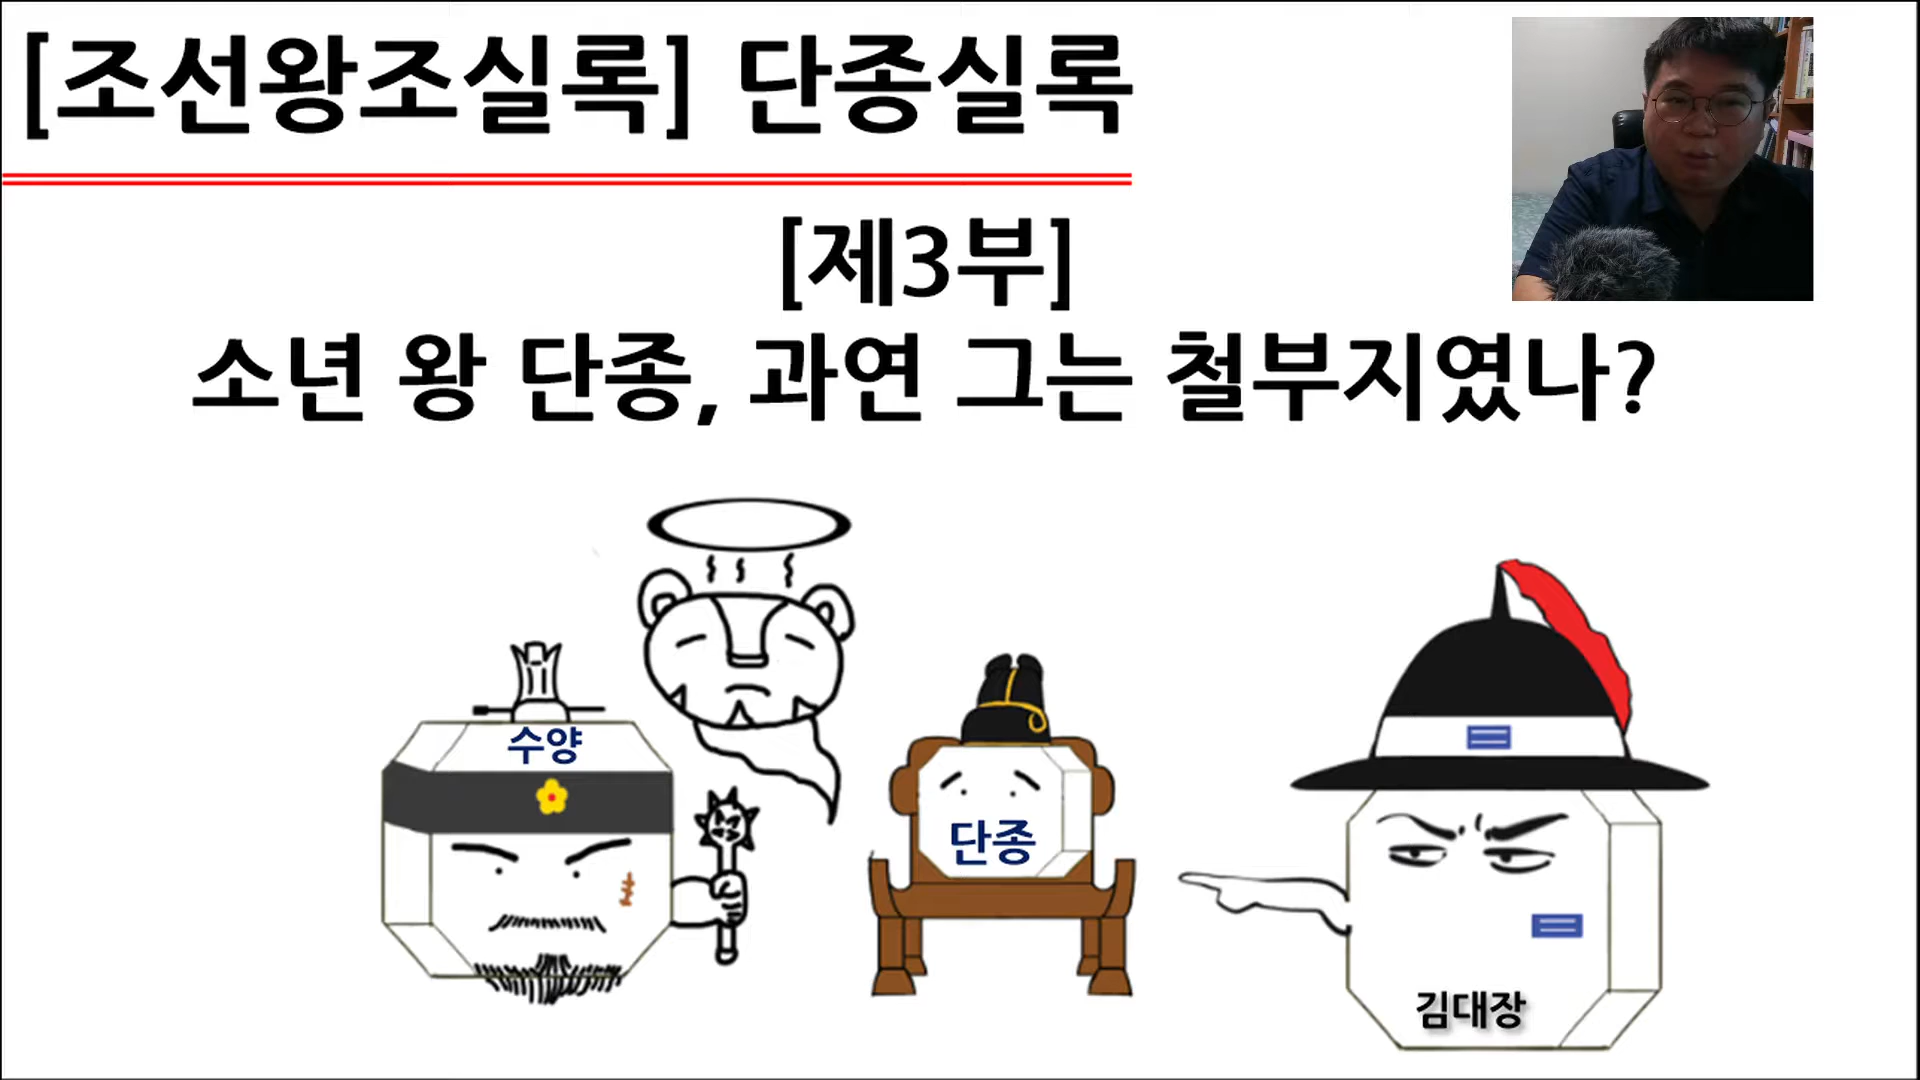 [조선왕조실록] 단종실록
[제3부]
소년 왕 단종, 과연 그는 철부지였나?
수양
단종
김대장